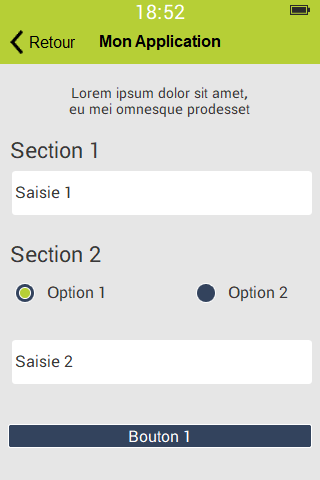 18:52
Retour Mon Application
Lorem ipsum dolor sit amet,
eu mei omnesque prodesset
Section 1
Saisie 1
Section 2
Option 1 Option 2
Saisie 2
Bouton 1